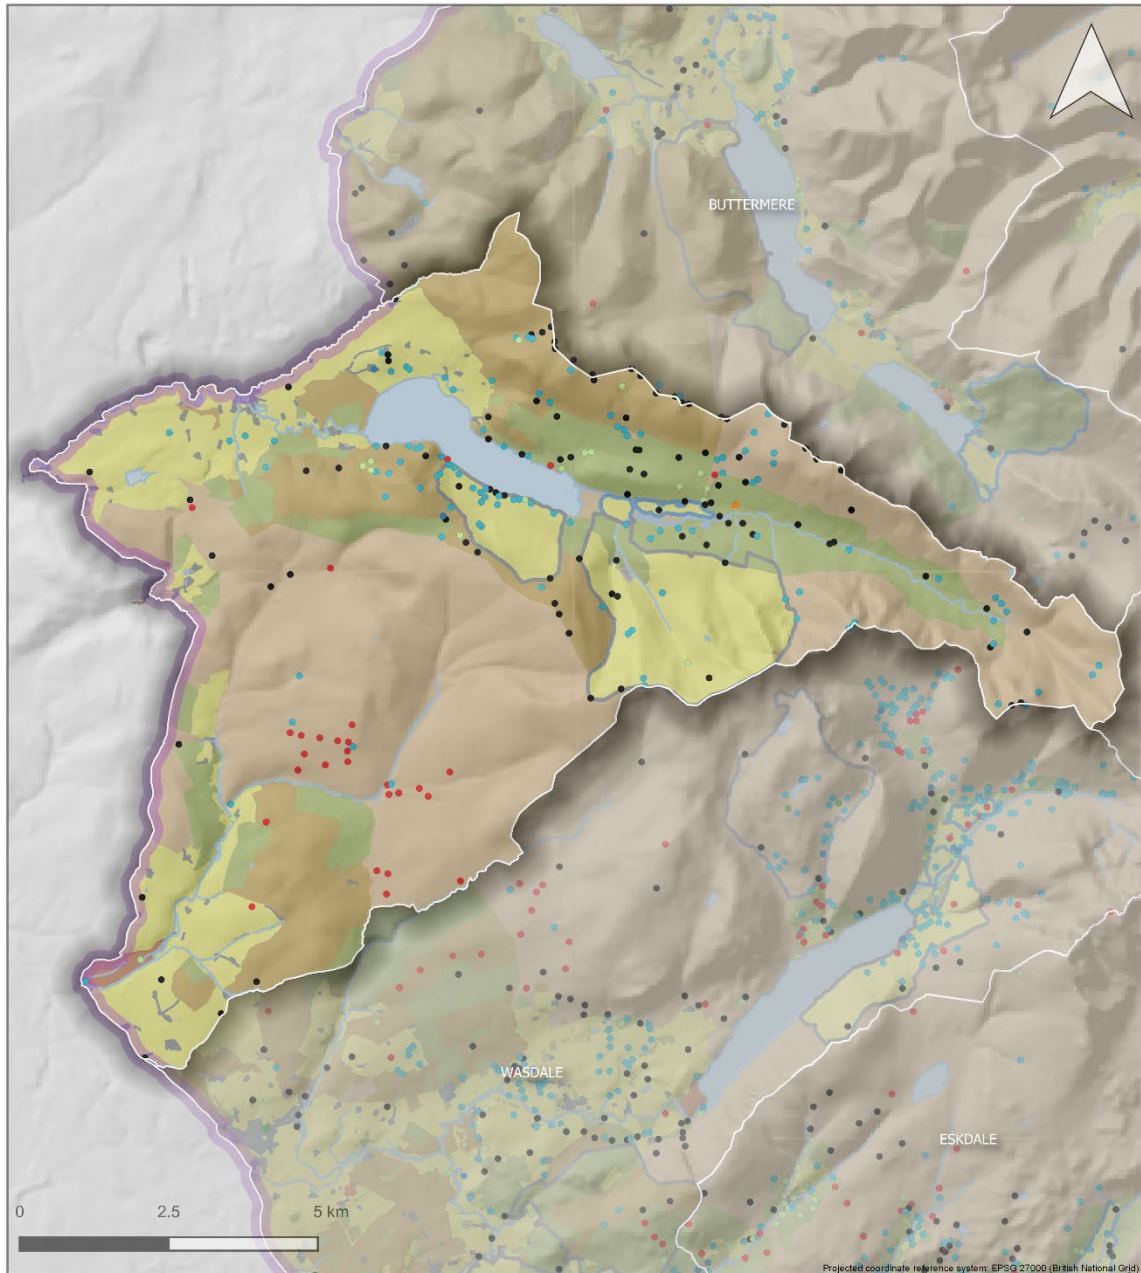 BUTTERMERE
WASDALE
ESKDALE
0 2.5 5 km
Projected coordinate reference system: EPSG 27000 (British National Grid)